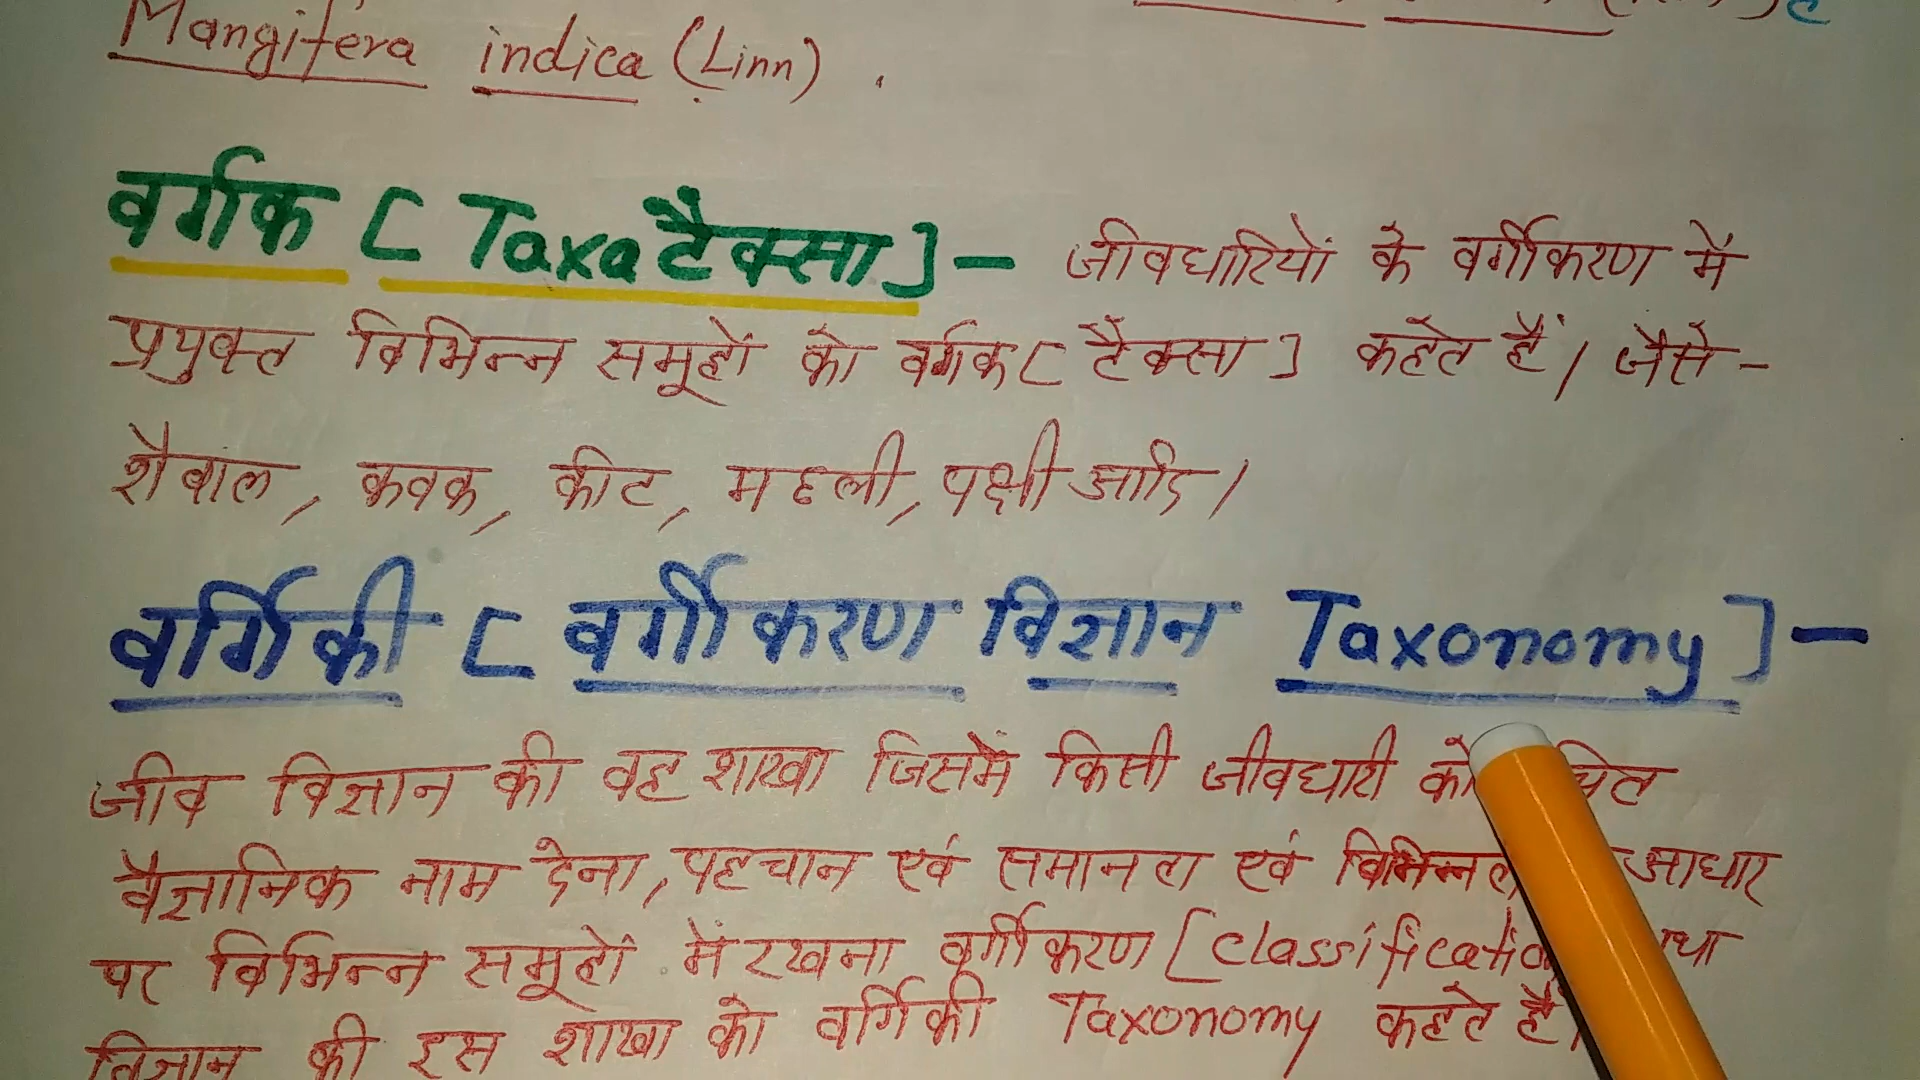 Mangifera indica (Linn) .
वर्गक [ Taxa टैक्सा ] - जीवधारियों के वर्गीकरण में
प्रयुक्त विभिन्न समूहों को वर्गक [ टैक्सा ] कहते हैं। जैसे -
शैवाल, कवक, कीट, मछली, पक्षी आदि।
वर्गिकी [ वर्गीकरण विज्ञान Taxonomy ] -
जीव विज्ञान की वह शाखा जिसमें किसी जीवधारी को
वैज्ञानिक नाम देना, पहचान एवं समानता एवं आधार
पर विभिन्न समूहों में रखना वर्गीकरण [
विज्ञान की इस शाखा को वर्गिकी Taxonomy कहते हैं